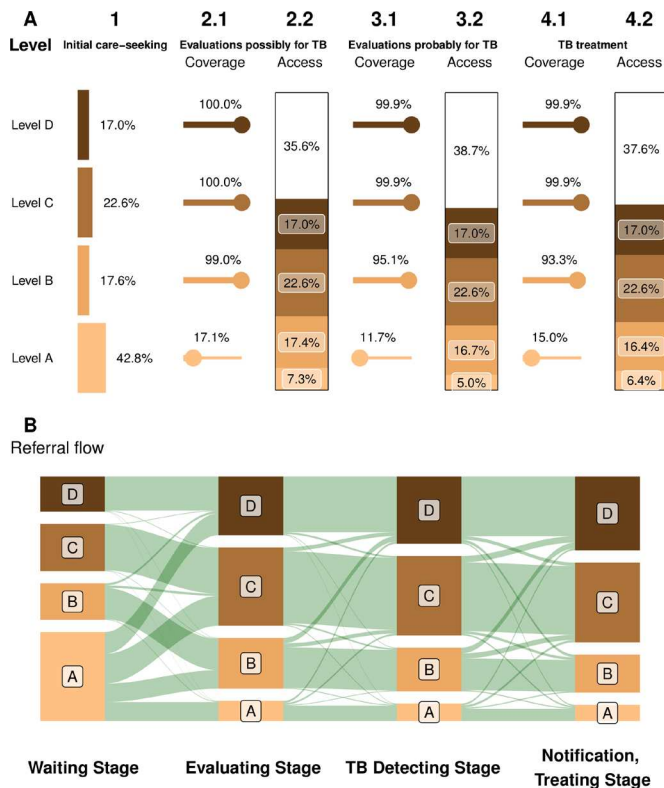 A 1 2.1 2.2 3.1 3.2 4.1 4.2
Level Initial care−seeking Evaluations possibly for TB Evaluations probably for TB TB treatment
Coverage Access Coverage Access Coverage Access
Level D 17.0% 100.0% 35.6% 99.9% 38.7% 99.9% 37.6%
Level C 22.6% 100.0% 17.0% 99.9% 17.0% 99.9% 17.0%
Level B 17.6% 99.0% 22.6% 95.1% 22.6% 93.3% 22.6%
Level A 42.8% 17.1% 17.4% 11.7% 16.7% 15.0% 16.4%
7.3% 5.0% 6.4%
B
Referral flow
D D D D
C C C C
B B B B
A A A A
Waiting Stage Evaluating Stage TB Detecting Stage Notification,
Treating Stage